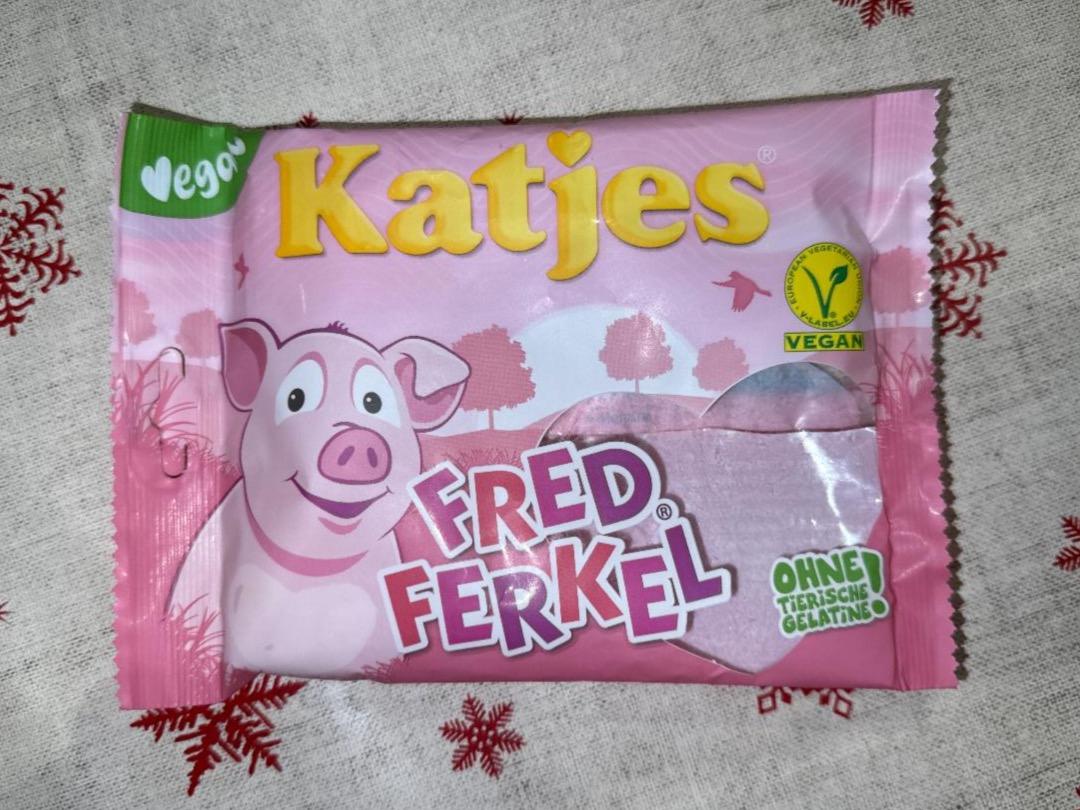 Vegan
Katjes®
EUROPEAN VEGETARIAN UNION
V-LABEL.EU
VEGAN
FRED
FERKEL®
OHNE
TIERISCHE
GELATINE!